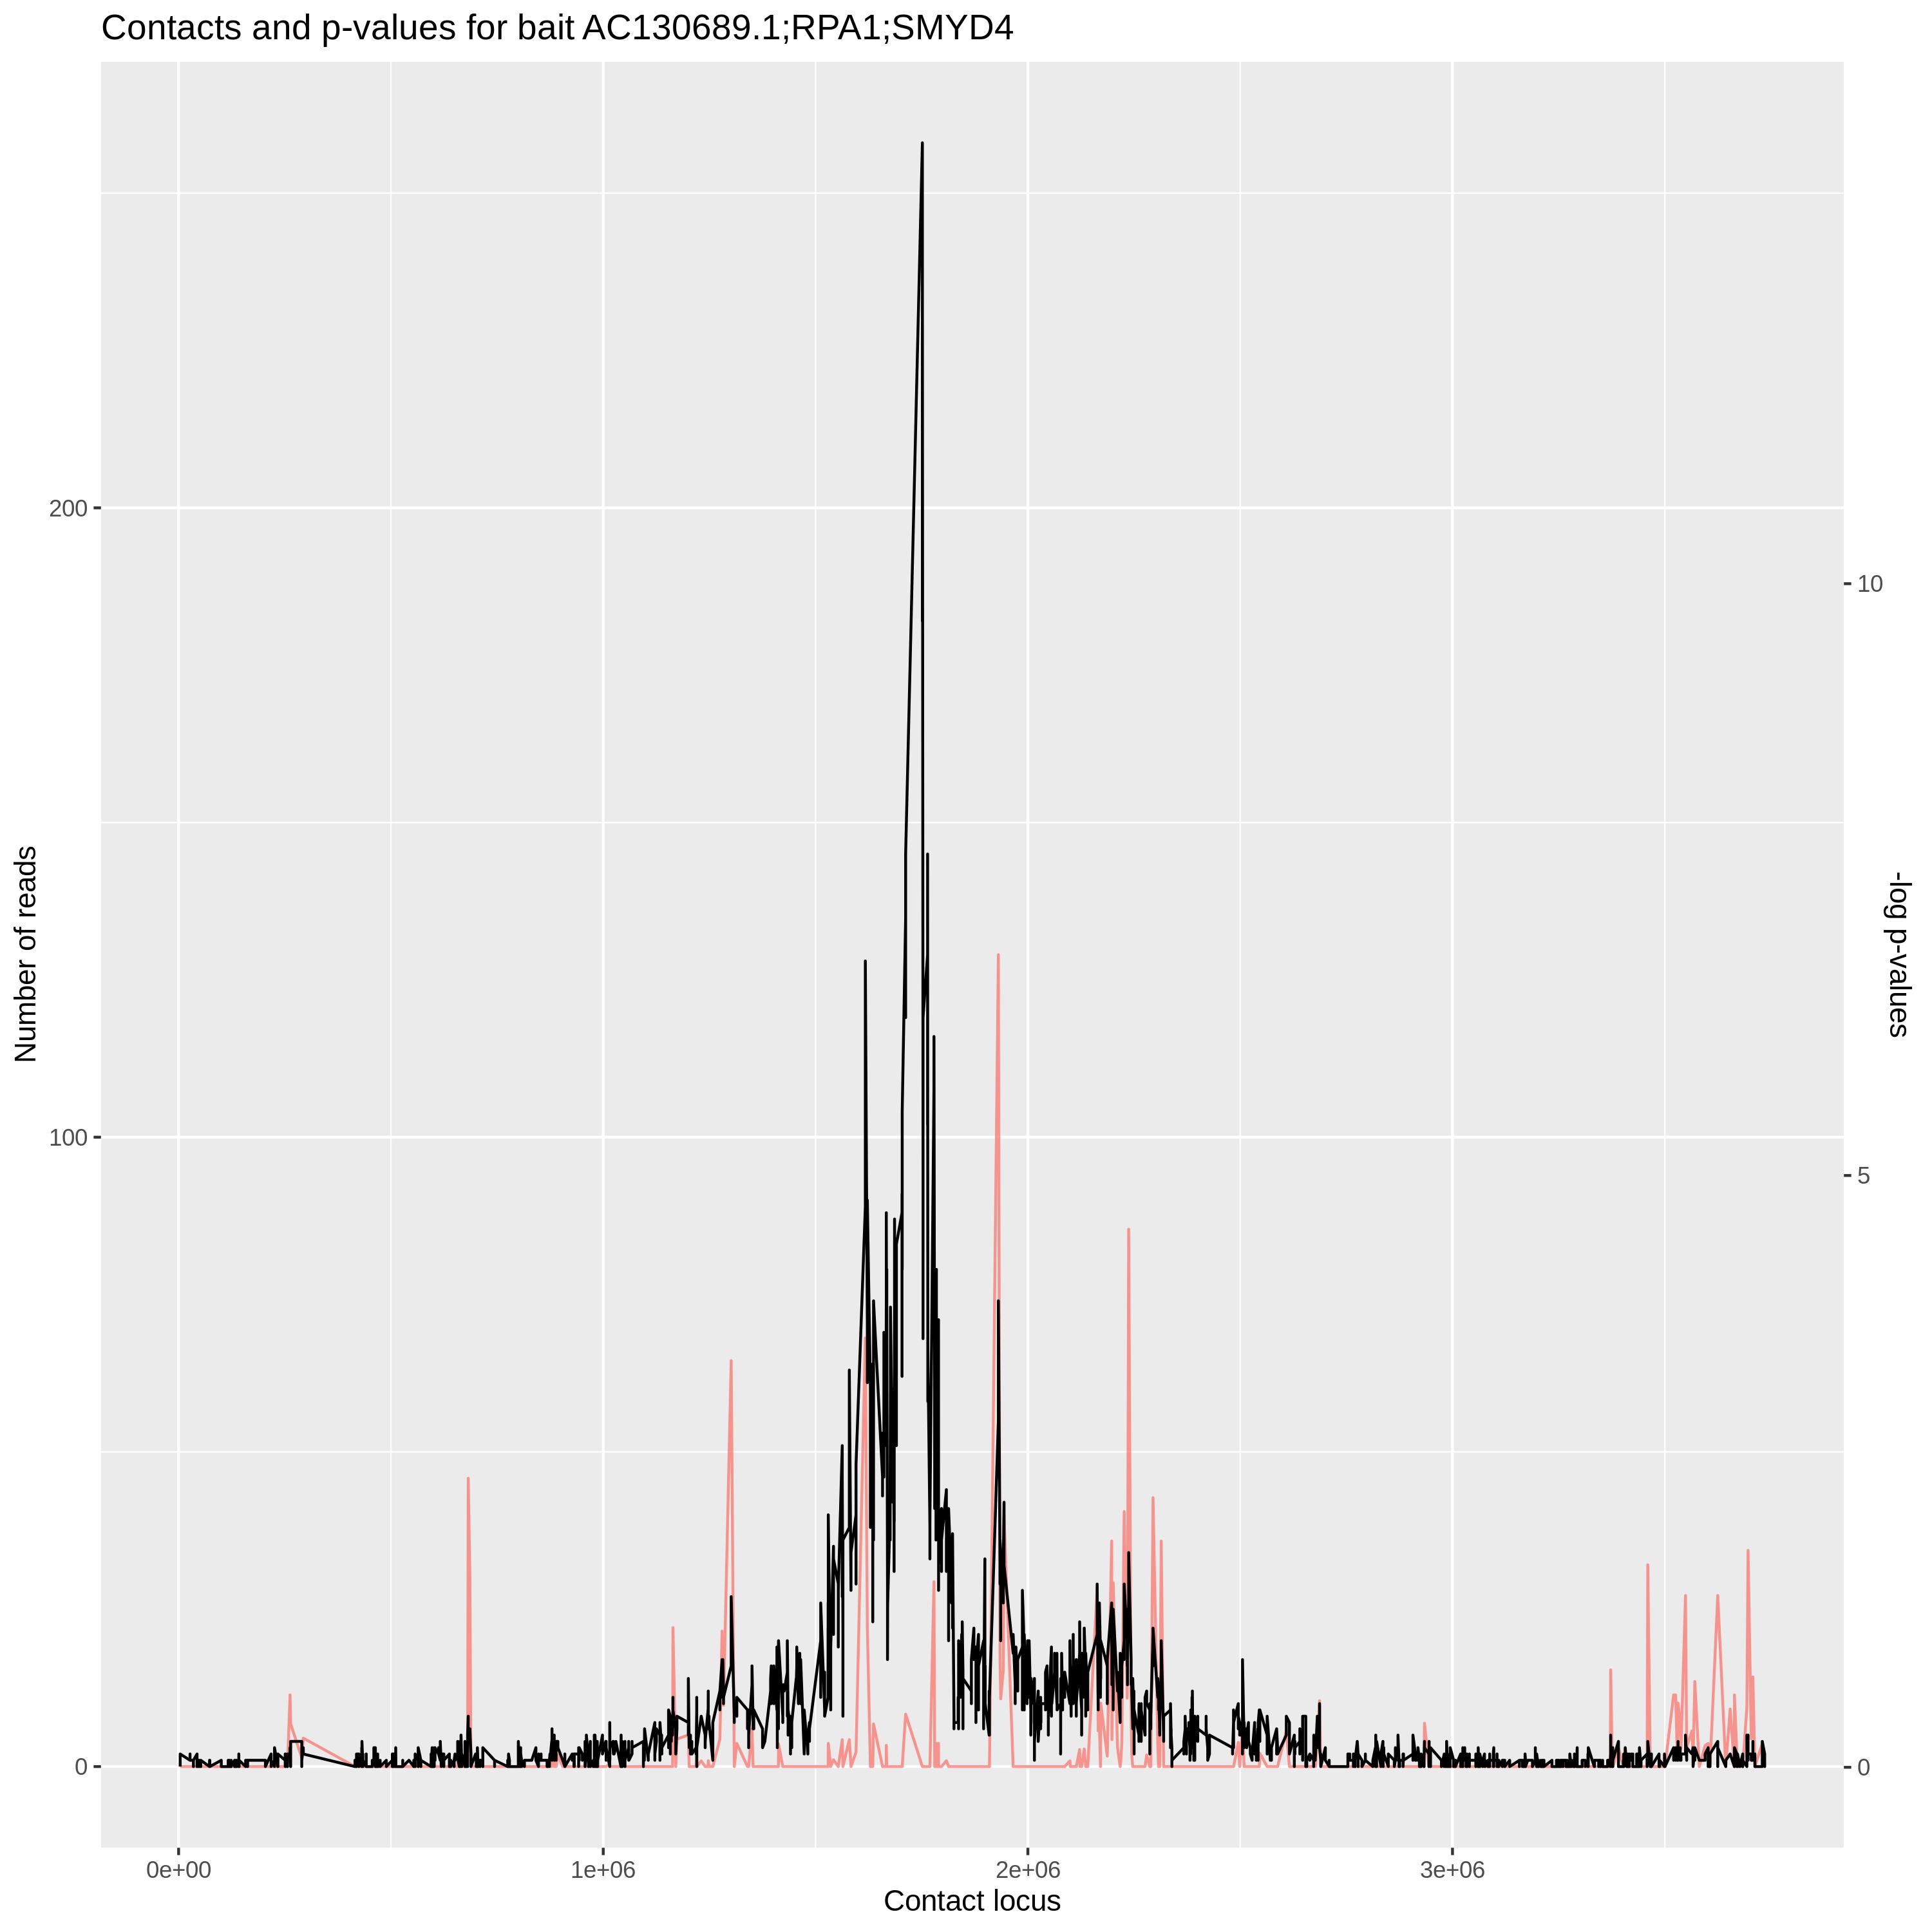 Contacts and p-values for bait AC130689.1;RPA1;SMYD4
200
100
0
Number of reads
10
5
0
-log p-values
0e+00
1e+06
2e+06
3e+06
Contact locus